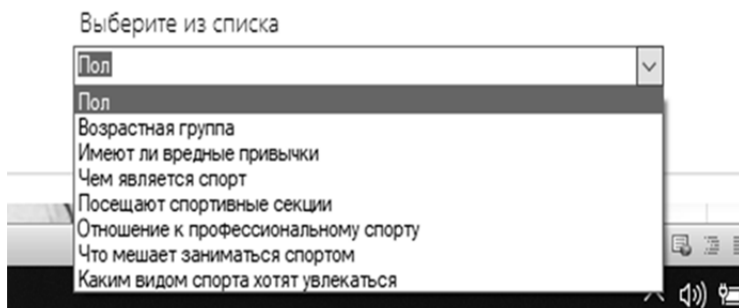 Выберите из списка
Пол
Пол
Возрастная группа
Имеют ли вредные привычки
Чем является спорт
Посещают спортивные секции
Отношение к профессиональному спорту
Что мешает заниматься спортом
Каким видом спорта хотят увлекаться